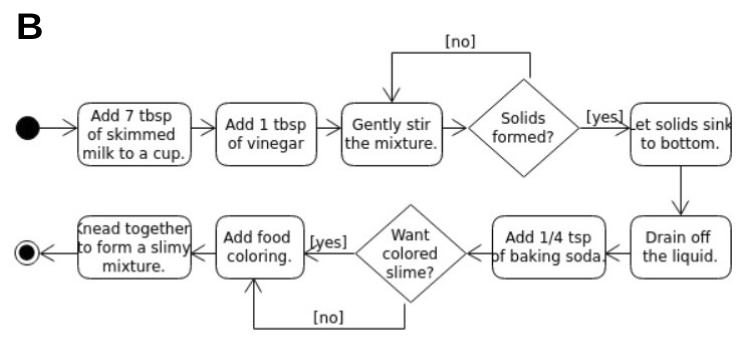 B
[no]
Add 7 tbsp
of skimmed
milk to a cup.
Add 1 tbsp
of vinegar
Gently stir
the mixture.
Solids
formed?
[yes]
Let solids sink
to bottom.
Drain off
the liquid.
Add 1/4 tsp
of baking soda.
Want
colored
slime?
[yes]
[no]
Add food
coloring.
Knead together
to form a slimy
mixture.